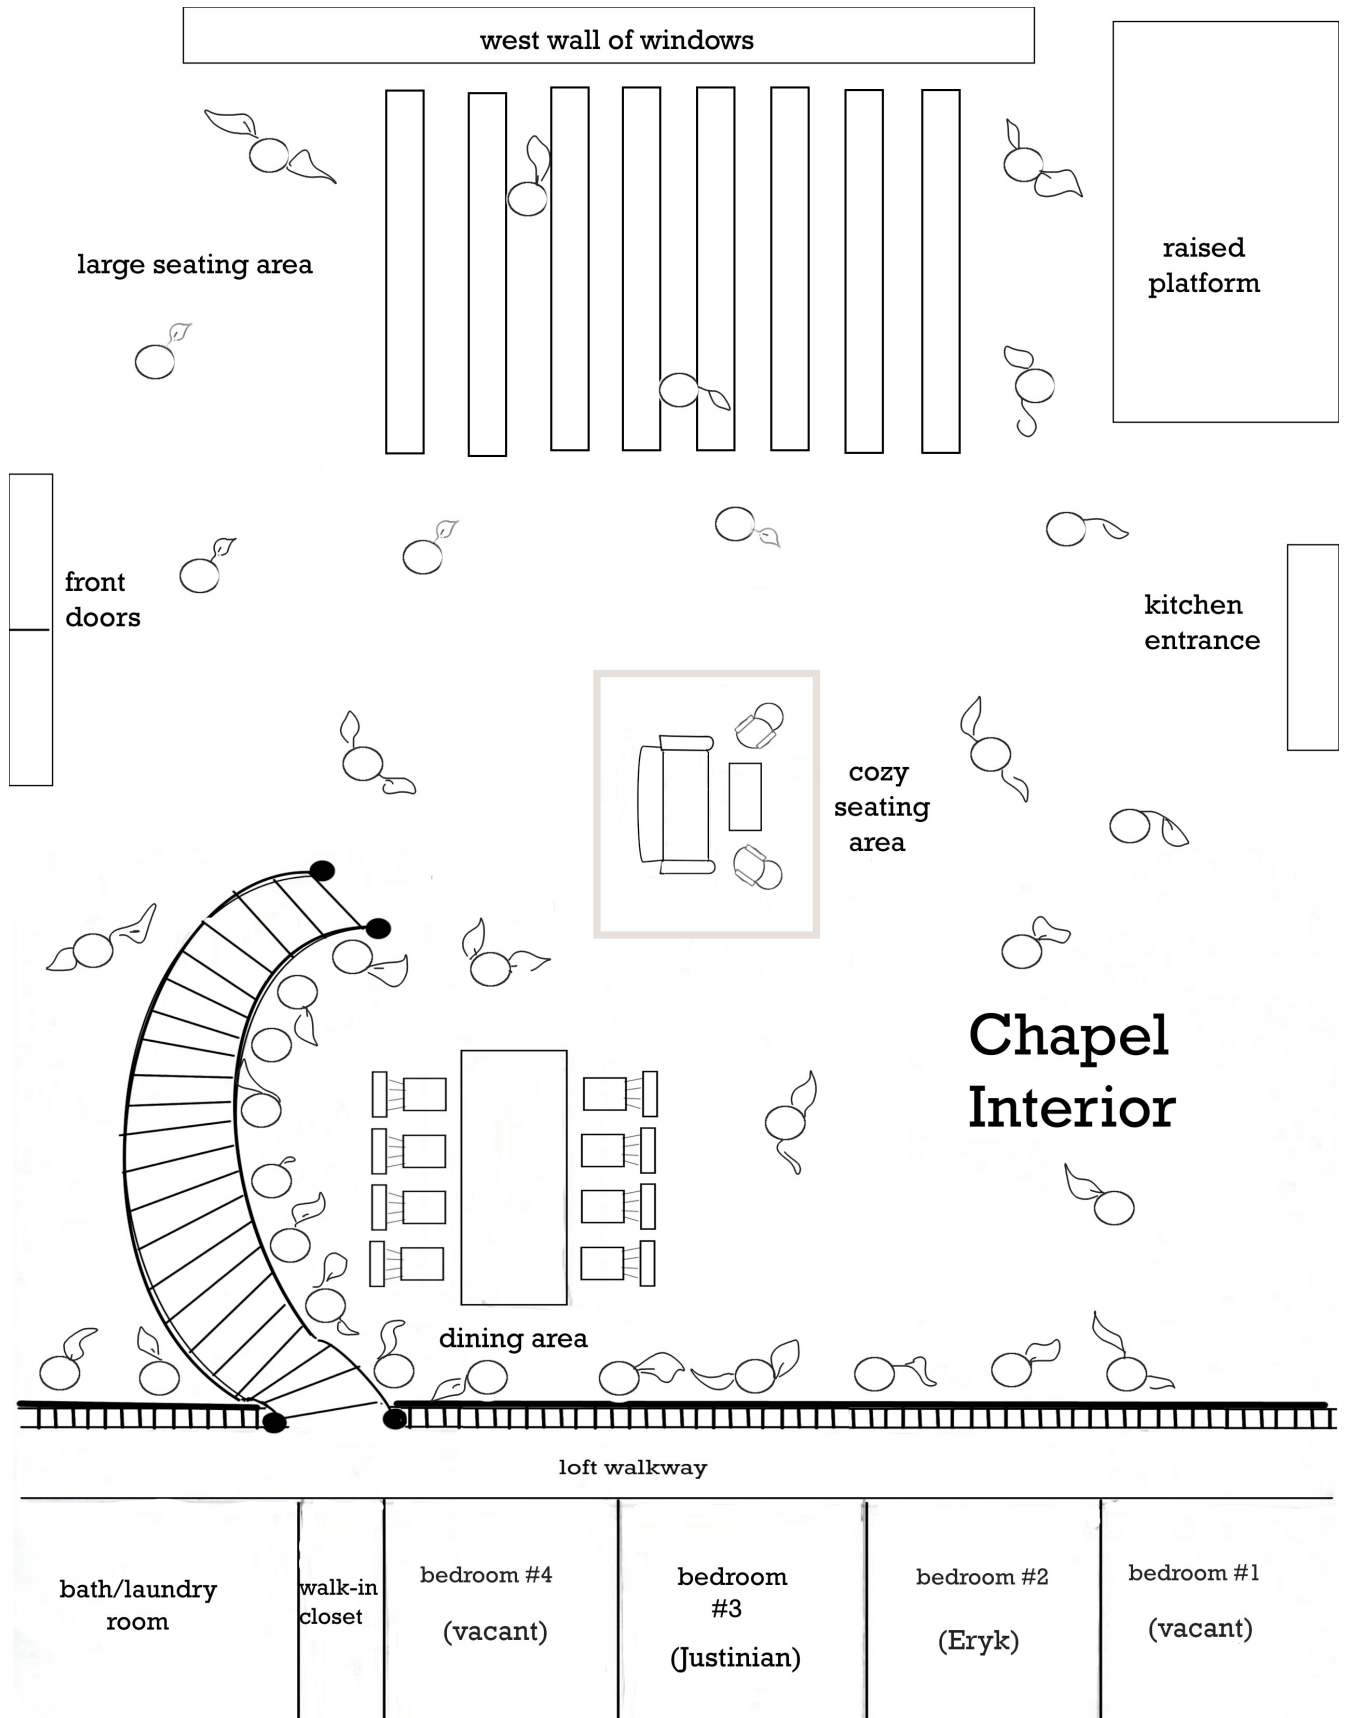 west wall of windows
large seating area
raised
platform
front
doors
kitchen
entrance
cozy
seating
area
Chapel
Interior
dining area
loft walkway
bath/laundry
room
walk-in
closet
bedroom #4
(vacant)
bedroom
#3
(Justinian)
bedroom #2
(Eryk)
bedroom #1
(vacant)